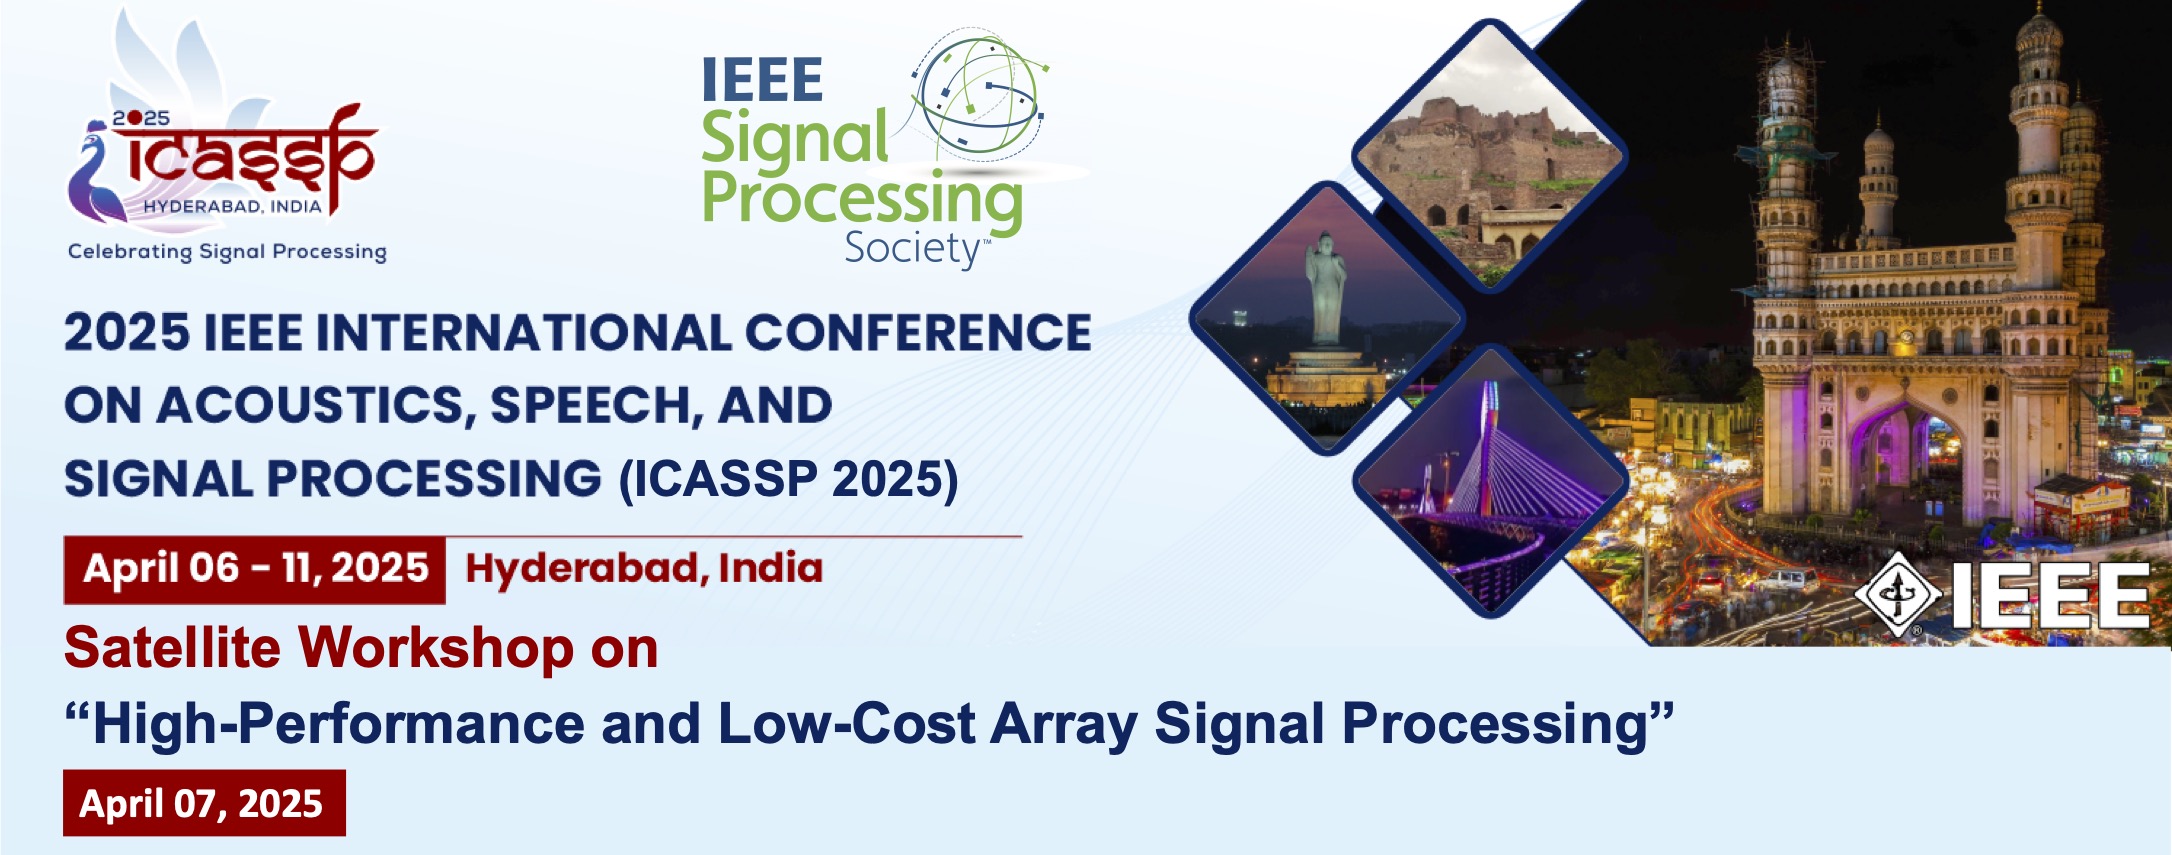 2025
icassp
HYDERABAD, INDIA
Celebrating Signal Processing
IEEE
Signal
Processing
Society™
2025 IEEE INTERNATIONAL CONFERENCE
ON ACOUSTICS, SPEECH, AND
SIGNAL PROCESSING (ICASSP 2025)
April 06 - 11, 2025 Hyderabad, India
Satellite Workshop on
“High-Performance and Low-Cost Array Signal Processing”
April 07, 2025
IEEE
®